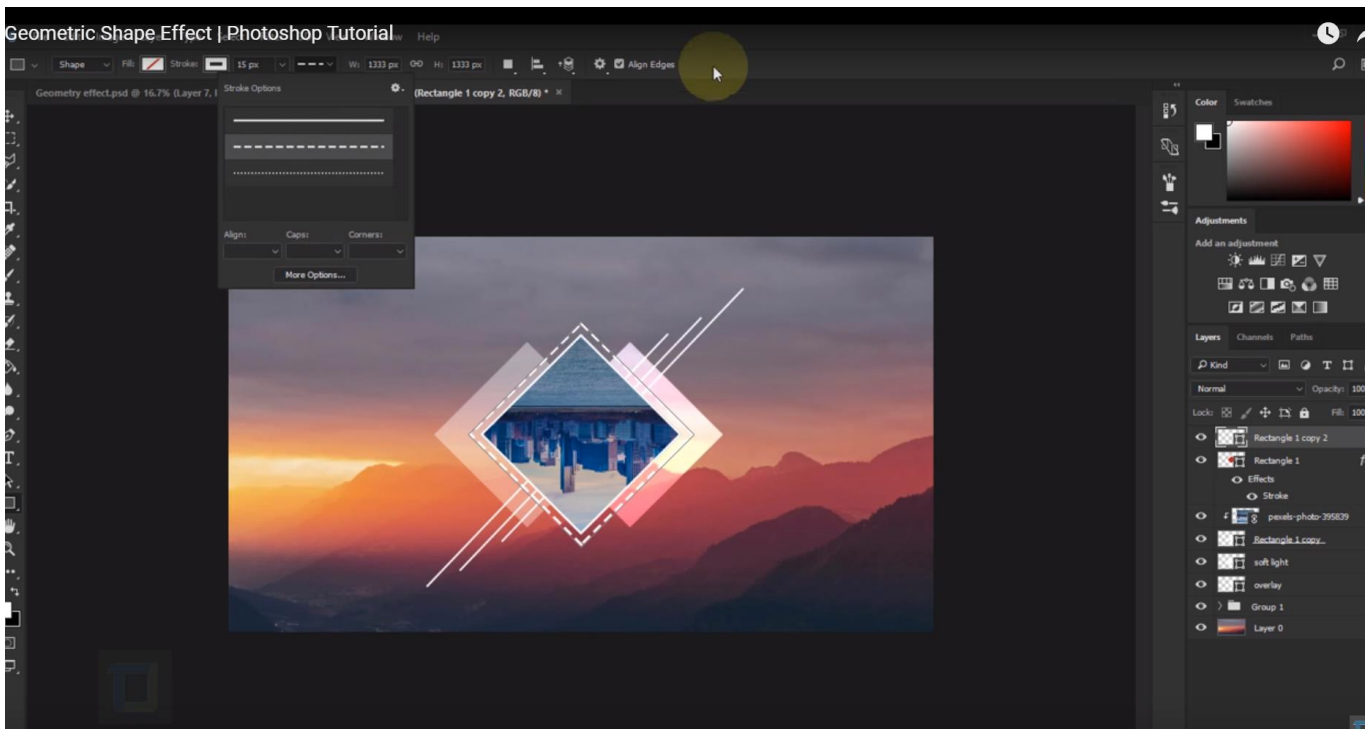 Geometric Shape Effect | Photoshop Tutorial
Help
Shape Fill: Stroke: 15 px W: 1333 px H: 1333 px Align Edges
Geometry effect.psd @ 16.7% (Layer 7, (Rectangle 1 copy 2, RGB/8) * ×
Stroke Options
Align: Caps: Corners:
More Options...
Color Swatches
Adjustments
Add an adjustment
Layers Channels Paths
Kind
Normal Opacity: 100
Lock: Fill: 100
Rectangle 1 copy 2
Rectangle 1
Effects
Stroke
pexels-photo-395839
Rectangle 1 copy
soft light
overlay
Group 1
Layer 0